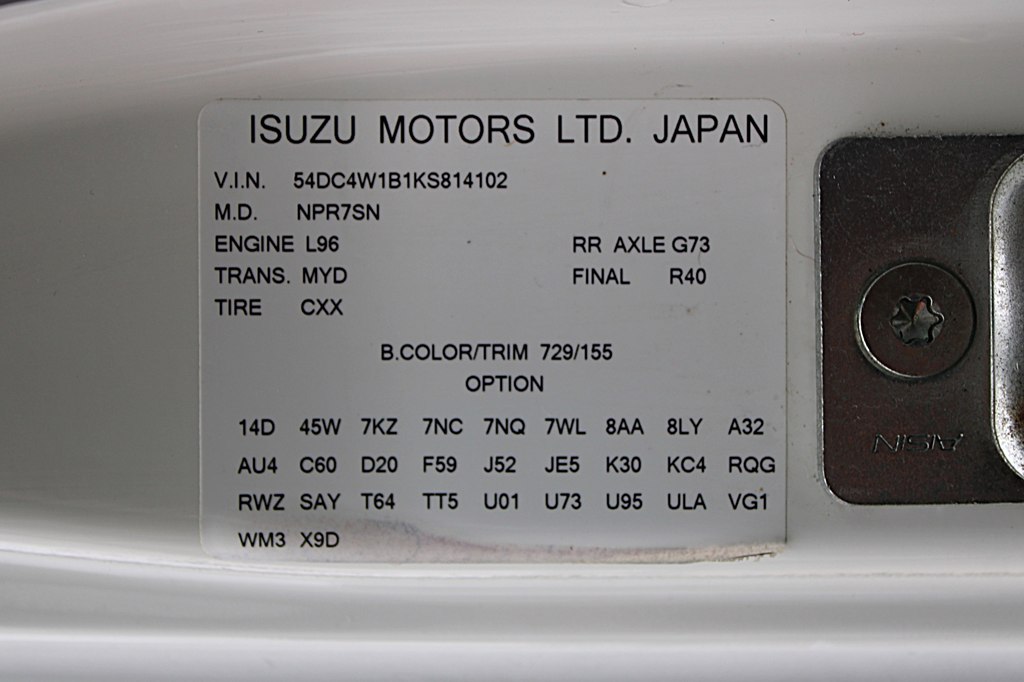 ISUZU MOTORS LTD. JAPAN
V.I.N. 54DC4W1B1KS814102
M.D. NPR7SN
ENGINE L96 RR AXLE G73
TRANS. MYD FINAL R40
TIRE CXX
B.COLOR/TRIM 729/155
OPTION
14D 45W 7KZ 7NC 7NQ 7WL 8AA 8LY A32
AU4 C60 D20 F59 J52 JE5 K30 KC4 RQG
RWZ SAY T64 TT5 U01 U73 U95 ULA VG1
WM3 X9D
AISIN